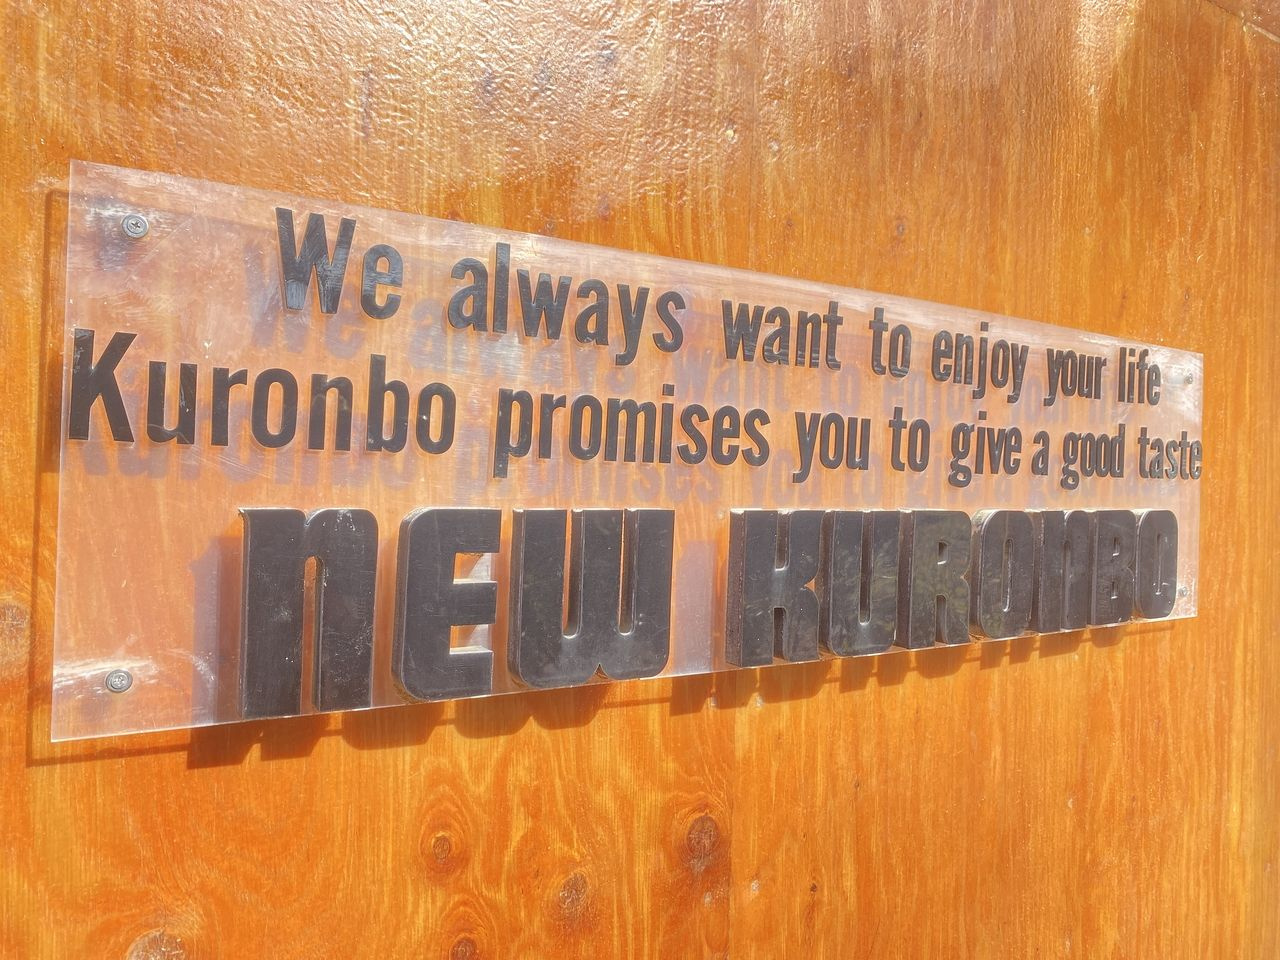 We always want to enjoy your life
Kuronbo promises you to give a good taste
NEW KURONBO